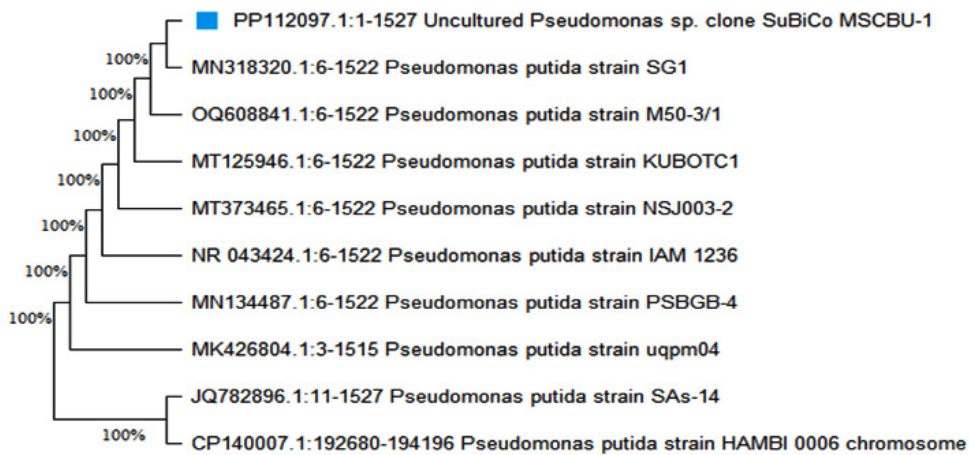 PP112097.1:1-1527 Uncultured Pseudomonas sp. clone SuBiCo MSCBU-1
100%
MN318320.1:6-1522 Pseudomonas putida strain SG1
100%
OQ608841.1:6-1522 Pseudomonas putida strain M50-3/1
100%
MT125946.1:6-1522 Pseudomonas putida strain KUBOTC1
100%
MT373465.1:6-1522 Pseudomonas putida strain NSJ003-2
100%
NR 043424.1:6-1522 Pseudomonas putida strain IAM 1236
100%
MN134487.1:6-1522 Pseudomonas putida strain PSBGB-4
100%
MK426804.1:3-1515 Pseudomonas putida strain uqpm04
JQ782896.1:11-1527 Pseudomonas putida strain SAs-14
100%
CP140007.1:192680-194196 Pseudomonas putida strain HAMBI 0006 chromosome